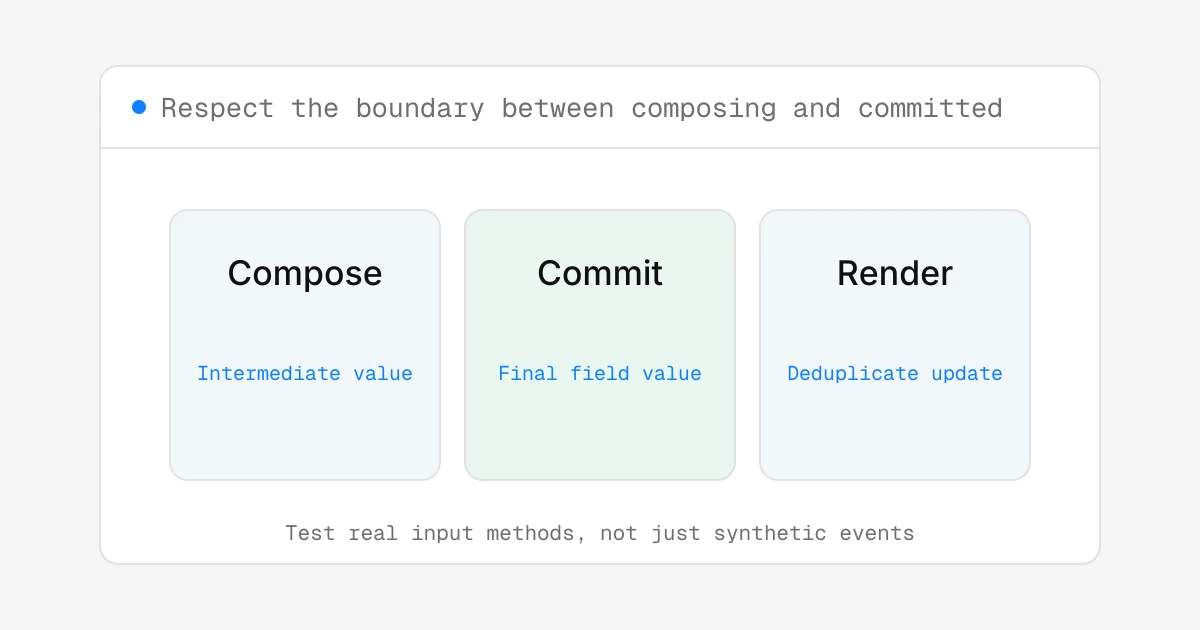 Respect the boundary between composing and committed
Compose
Intermediate value
Commit
Final field value
Render
Deduplicate update
Test real input methods, not just synthetic events